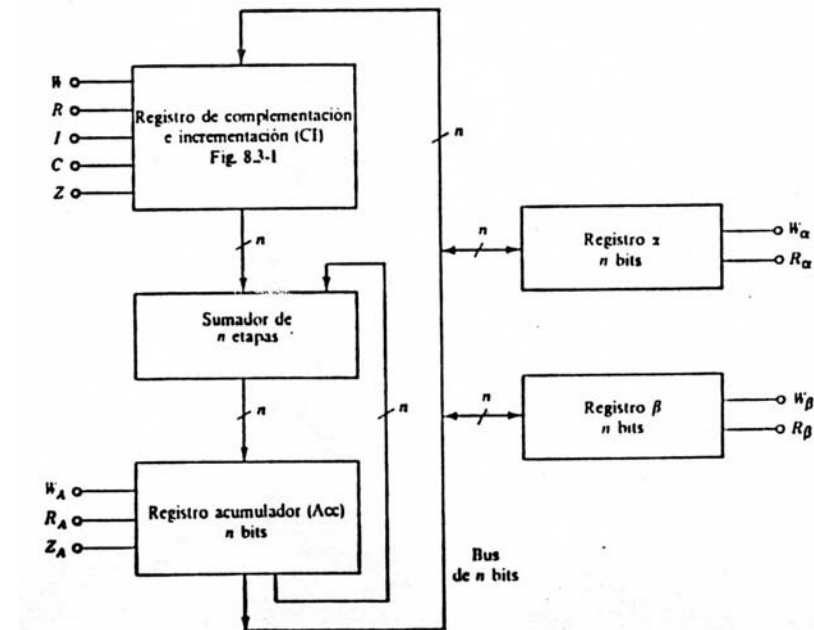 W
R
I
C
Z
Registro de complementación
e incrementación (CI)
Fig. 8.3-1
n
n
Sumador de
n etapas
n
n
W_A
R_A
Z_A
Registro acumulador (Acc)
n bits
Bus
de n bits
n
Registro α
n bits
W_α
R_α
n
Registro β
n bits
W_β
R_β